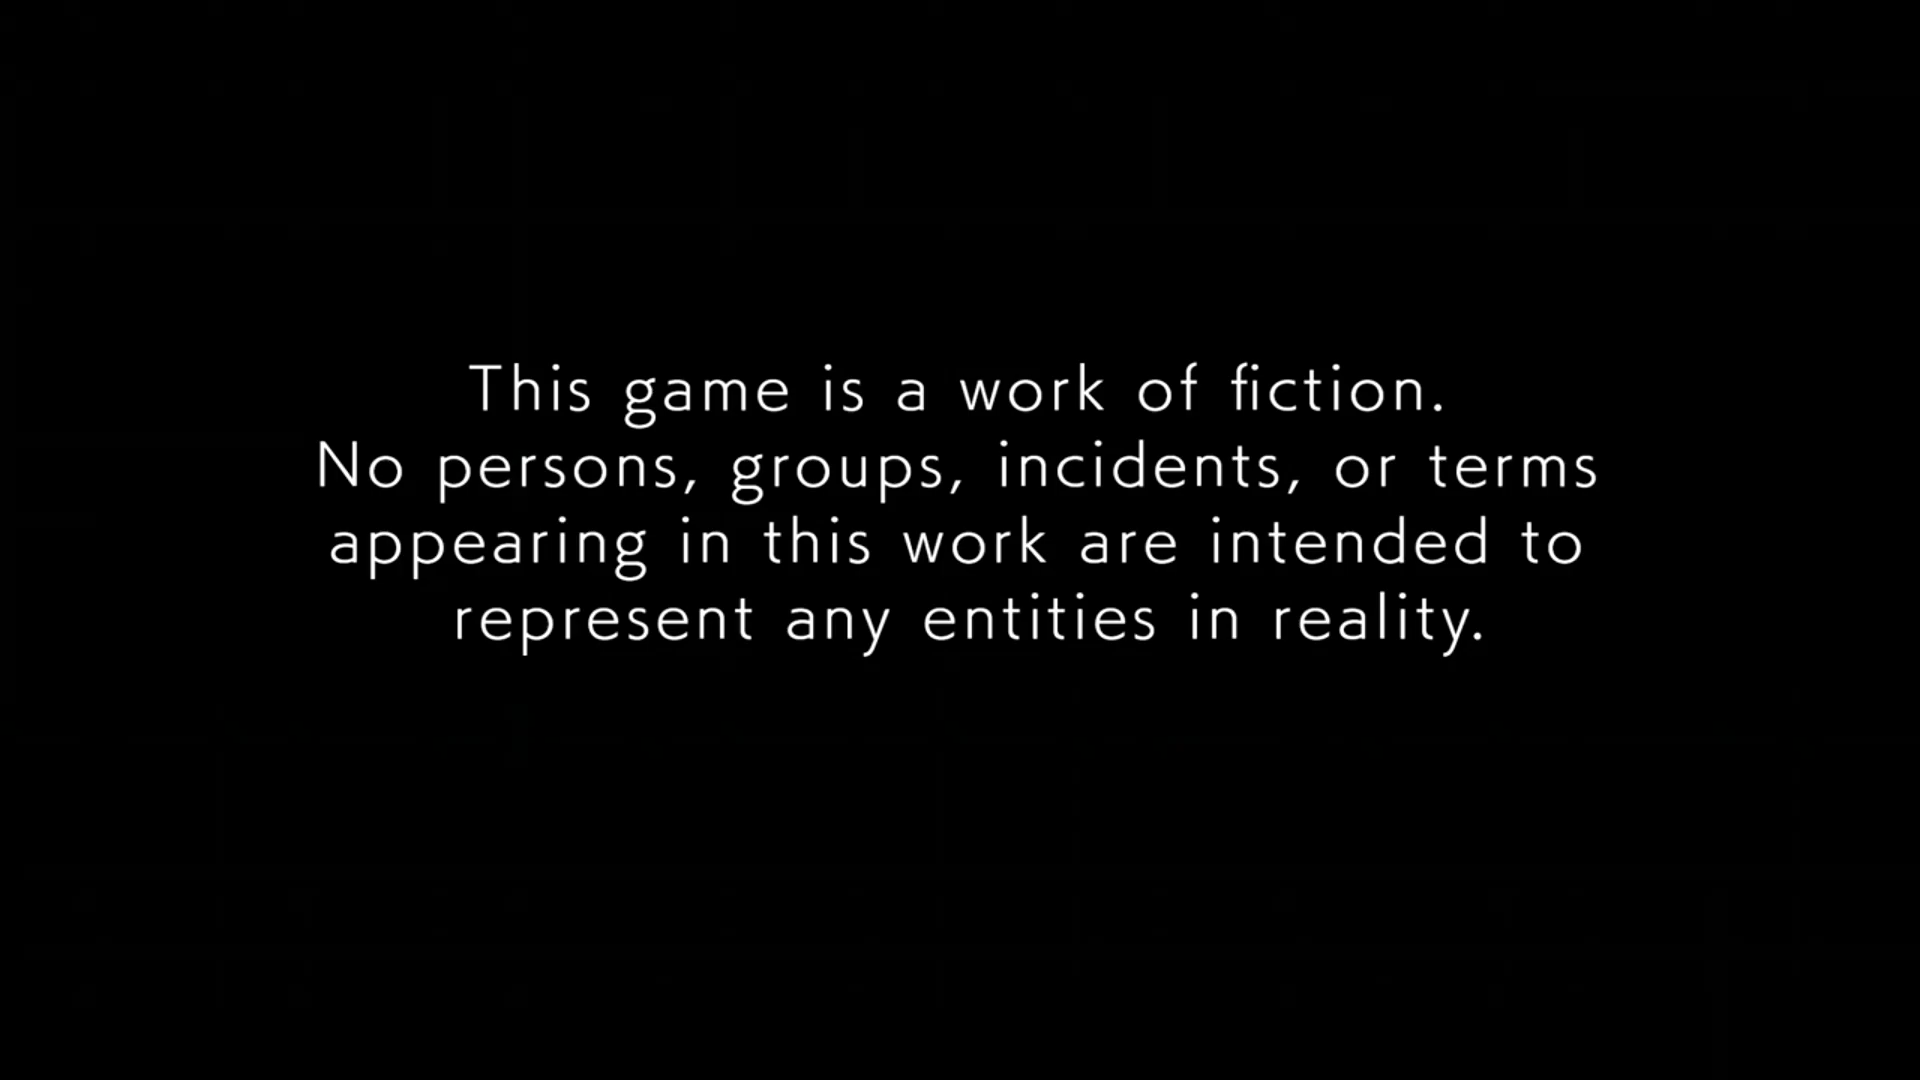 This game is a work of fiction.
No persons, groups, incidents, or terms
appearing in this work are intended to
represent any entities in reality.